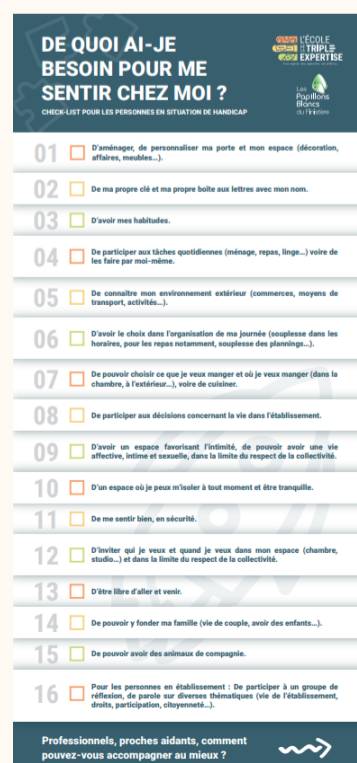 DE QUOI AI-JE
BESOIN POUR ME
SENTIR CHEZ MOI ?
CHECK-LIST POUR LES PERSONNES EN SITUATION DE HANDICAP
L'ÉCOLE
TRIPLE
EXPERTISE
Les
Papillons
Blancs
du Finistère
01 D'aménager, de personnaliser ma porte et mon espace (décoration,
affaires, meubles...).
02 De ma propre clé et ma propre boîte aux lettres avec mon nom.
03 D'avoir mes habitudes.
04 De participer aux tâches quotidiennes (ménage, repas, linge...) voire de
les faire par moi-même.
05 De connaître mon environnement extérieur (commerces, moyens de
transport, activités...).
06 D'avoir le choix dans l'organisation de ma journée (souplesse dans les
horaires, pour les repas notamment, souplesse des plannings...).
07 De pouvoir choisir ce que je veux manger et où je veux manger (dans la
chambre, à l'extérieur...), voire de cuisiner.
08 De participer aux décisions concernant la vie dans l'établissement.
09 D'avoir un espace favorisant l'intimité, de pouvoir avoir une vie
affective, intime et sexuelle, dans la limite du respect de la collectivité.
10 D'un espace où je peux m'isoler à tout moment et être tranquille.
11 De me sentir bien, en sécurité.
12 D'inviter qui je veux et quand je veux dans mon espace (chambre,
studio...) et dans la limite du respect de la collectivité.
13 D'être libre d'aller et venir.
14 De pouvoir y fonder ma famille (vie de couple, avoir des enfants...).
15 De pouvoir avoir des animaux de compagnie.
16 Pour les personnes en établissement : De participer à un groupe de
réflexion, de parole sur diverses thématiques (vie de l'établissement,
droits, participation, citoyenneté...).
Professionnels, proches aidants, comment
pouvez-vous accompagner au mieux ?